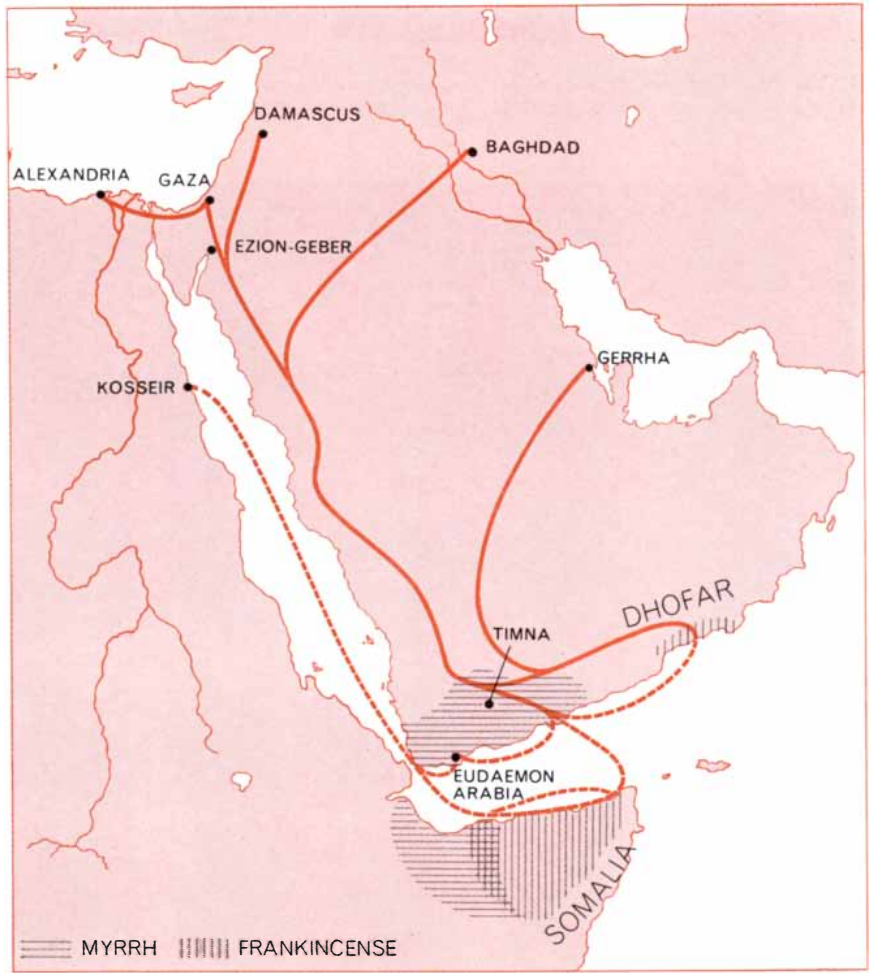 DAMASCUS
BAGHDAD
ALEXANDRIA
GAZA
EZION-GEBER
GERRHA
KOSSEIR
DHOFAR
TIMNA
EUDAEMON
ARABIA
SOMALIA
MYRRH
FRANKINCENSE